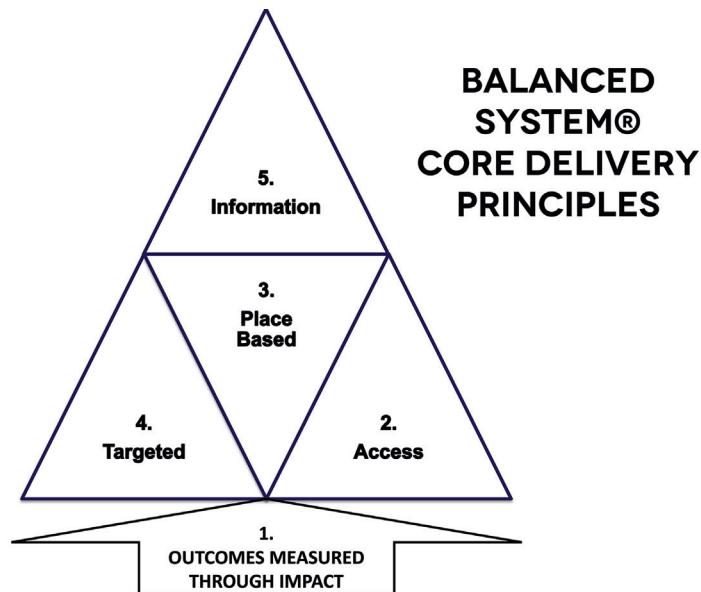 BALANCED
SYSTEM®
CORE DELIVERY
PRINCIPLES
5.
Information
3.
Place
Based
4.
Targeted
2.
Access
1.
OUTCOMES MEASURED
THROUGH IMPACT